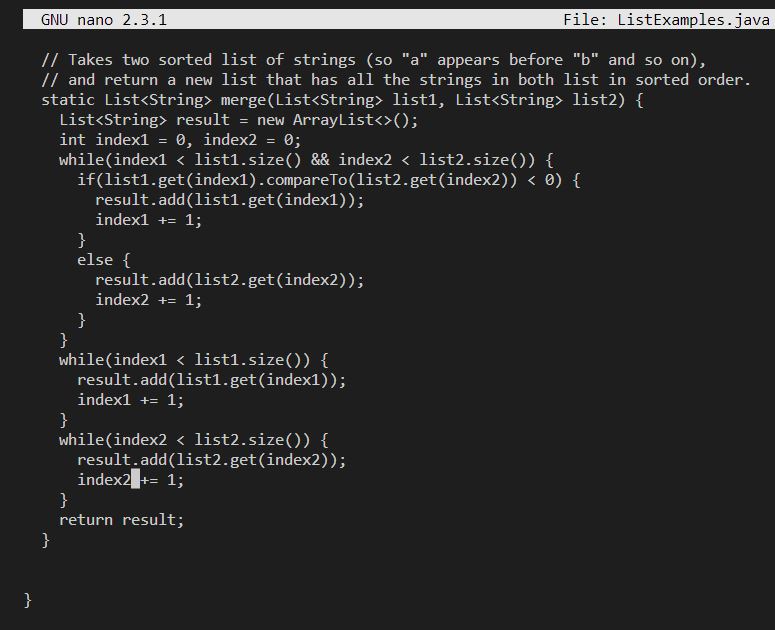 GNU nano 2.3.1 File: ListExamples.java
// Takes two sorted list of strings (so "a" appears before "b" and so on),
// and return a new list that has all the strings in both list in sorted order.
static List<String> merge(List<String> list1, List<String> list2) {
List<String> result = new ArrayList<>();
int index1 = 0, index2 = 0;
while(index1 < list1.size() && index2 < list2.size()) {
if(list1.get(index1).compareTo(list2.get(index2)) < 0) {
result.add(list1.get(index1));
index1 += 1;
}
else {
result.add(list2.get(index2));
index2 += 1;
}
}
while(index1 < list1.size()) {
result.add(list1.get(index1));
index1 += 1;
}
while(index2 < list2.size()) {
result.add(list2.get(index2));
index2 += 1;
}
return result;
}
}